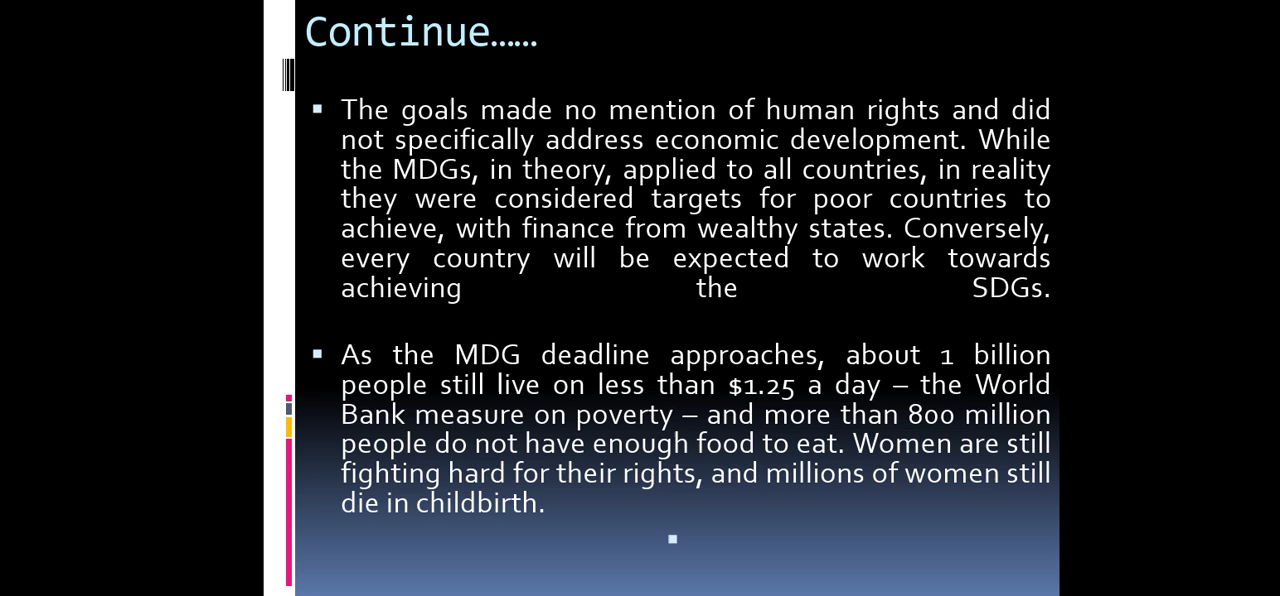 Continue......
The goals made no mention of human rights and did
not specifically address economic development. While
the MDGs, in theory, applied to all countries, in reality
they were considered targets for poor countries to
achieve, with finance from wealthy states. Conversely,
every country will be expected to work towards
achieving the SDGs.
As the MDG deadline approaches, about 1 billion
people still live on less than $1.25 a day – the World
Bank measure on poverty – and more than 800 million
people do not have enough food to eat. Women are still
fighting hard for their rights, and millions of women still
die in childbirth.